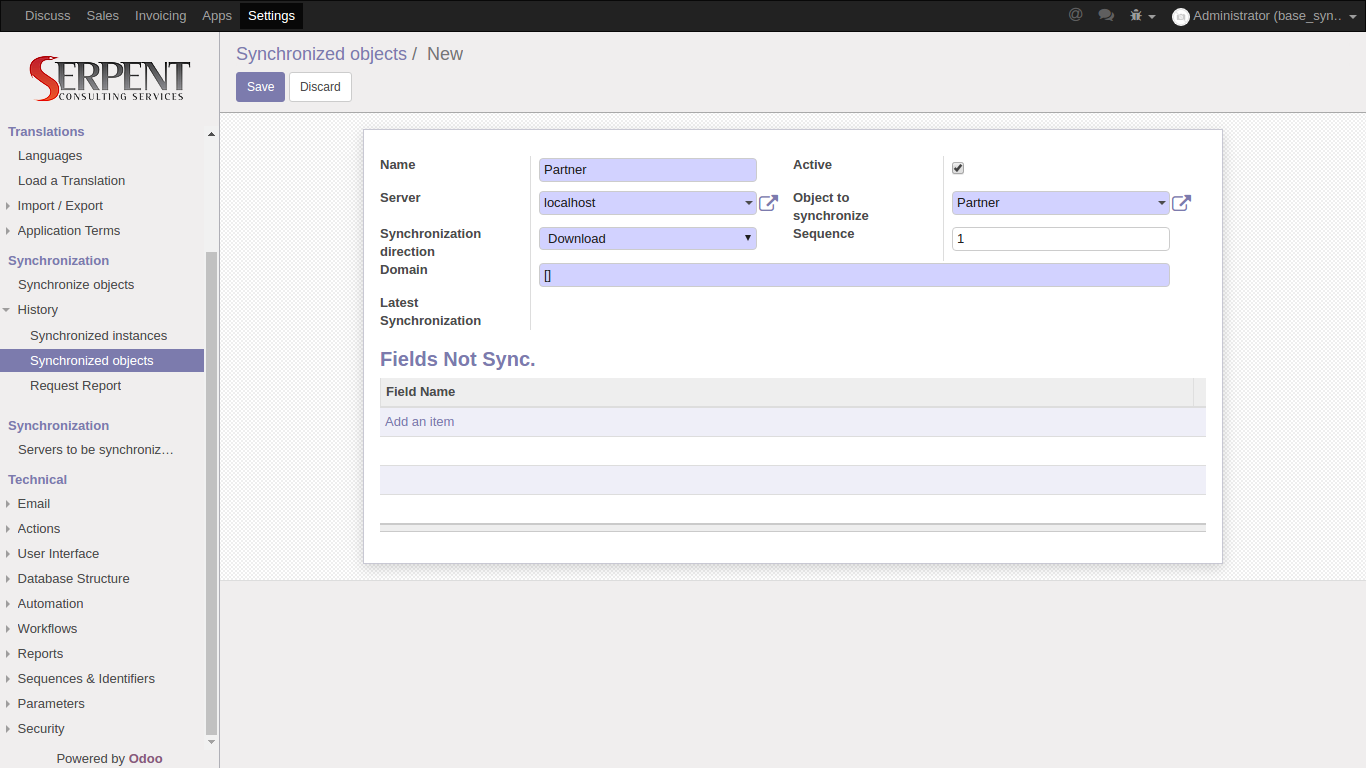 Discuss Sales Invoicing Apps Settings @ Administrator (base_syn..
SERPENT
CONSULTING SERVICES
Translations
Languages
Load a Translation
Import / Export
Application Terms
Synchronization
Synchronize objects
History
Synchronized instances
Synchronized objects
Request Report
Synchronization
Servers to be synchroniz…
Technical
Email
Actions
User Interface
Database Structure
Automation
Workflows
Reports
Sequences & Identifiers
Parameters
Security
Powered by Odoo
Synchronized objects / New
Save Discard
Name Partner Active
Server localhost Object to synchronize Partner
Synchronization direction Download Sequence 1
Domain []
Latest
Synchronization
Fields Not Sync.
Field Name
Add an item